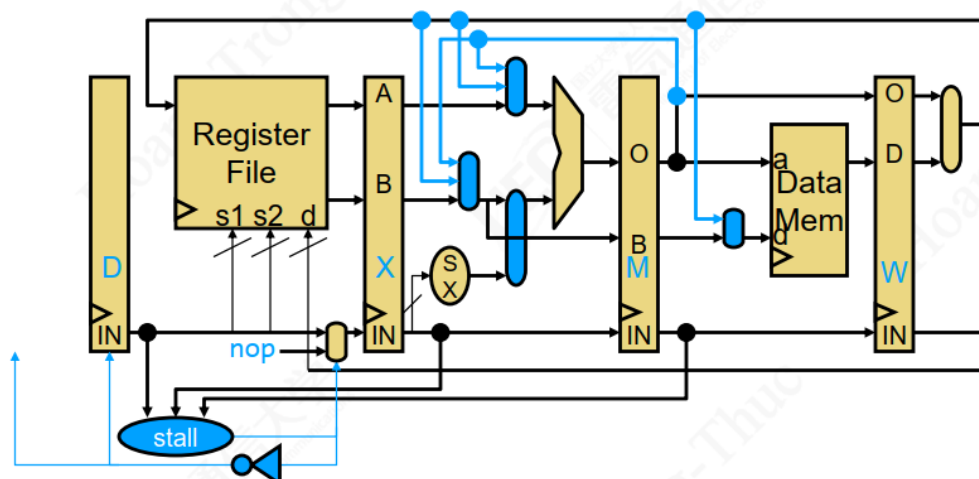 Register
File
s1 s2 d
D
IN
nop
stall
A
B
X
IN
S
X
O
B
M
IN
a
Data
Mem
d
O
D
W
IN